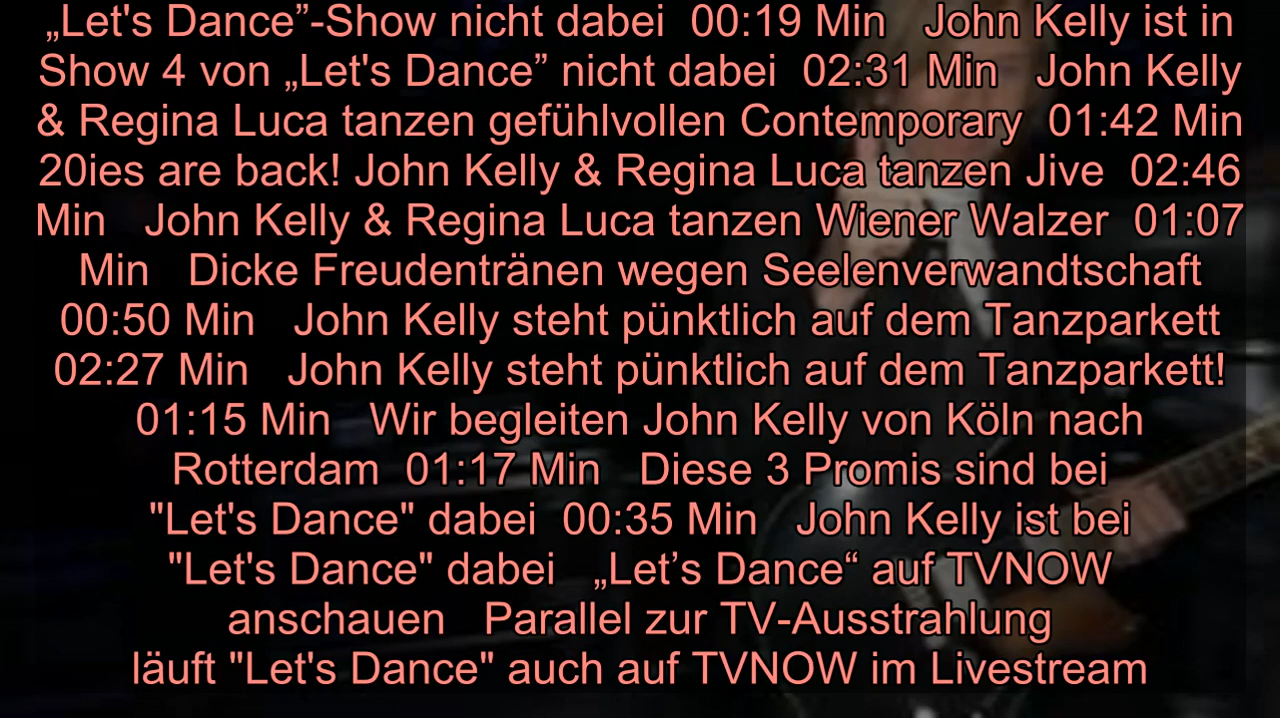 „Let's Dance”-Show nicht dabei  00:19 Min   John Kelly ist in
Show 4 von „Let's Dance” nicht dabei  02:31 Min   John Kelly
& Regina Luca tanzen gefühlvollen Contemporary  01:42 Min
20ies are back! John Kelly & Regina Luca tanzen Jive  02:46
Min   John Kelly & Regina Luca tanzen Wiener Walzer  01:07
Min   Dicke Freudentränen wegen Seelenverwandtschaft
00:50 Min   John Kelly steht pünktlich auf dem Tanzparkett
02:27 Min   John Kelly steht pünktlich auf dem Tanzparkett!
01:15 Min   Wir begleiten John Kelly von Köln nach
Rotterdam  01:17 Min   Diese 3 Promis sind bei
"Let's Dance" dabei  00:35 Min   John Kelly ist bei
"Let's Dance" dabei   „Let’s Dance“ auf TVNOW
anschauen   Parallel zur TV-Ausstrahlung
läuft "Let's Dance" auch auf TVNOW im Livestream